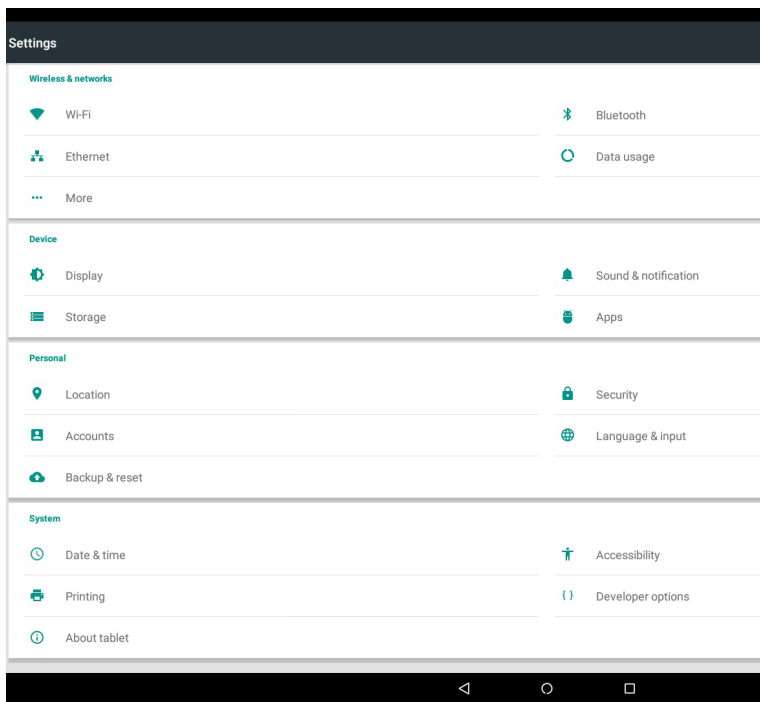 Settings
Wireless & networks
Wi-Fi
Bluetooth
Ethernet
Data usage
More
Device
Display
Sound & notification
Storage
Apps
Personal
Location
Security
Accounts
Language & input
Backup & reset
System
Date & time
Accessibility
Printing
Developer options
About tablet